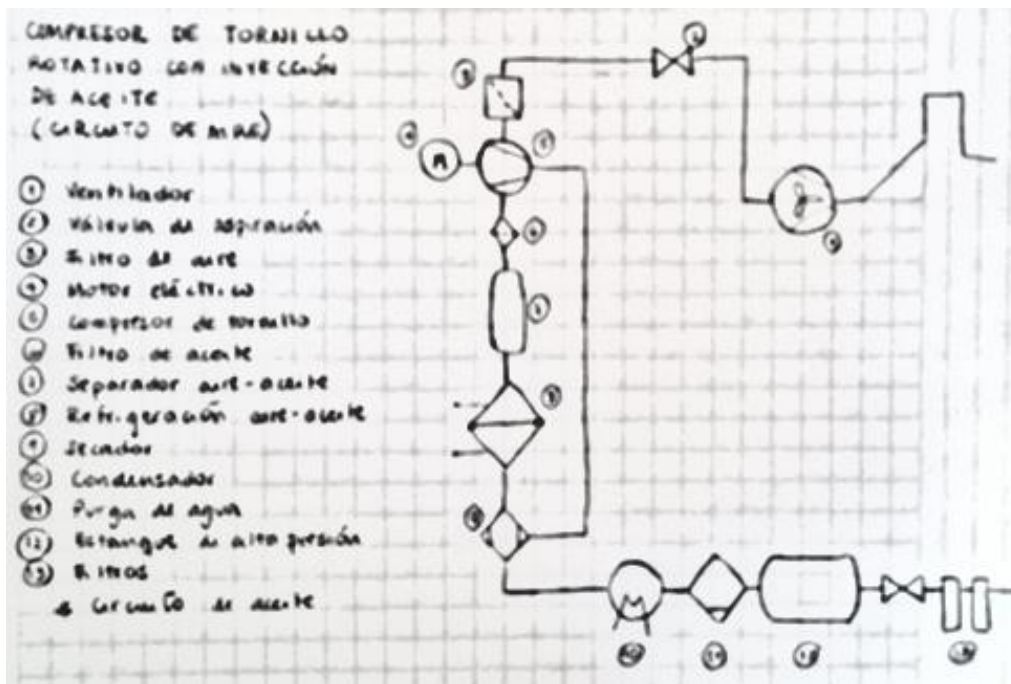 COMPRESOR DE TORNILLO
ROTATIVO CON INYECCIÓN
DE ACEITE
(CIRCUITO DE AIRE)
① Ventilador
② Válvula de aspiración
③ Filtro de aire
④ Motor eléctrico
⑤ Compresor de tornillo
⑥ Filtro de aceite
⑦ Separador aire-aceite
⑧ Refrigeración aire-aceite
⑨ Secador
⑩ Condensador
⑪ Purga de agua
⑫ Estanque de alta presión
⑬ Filtros
circuito de aceite
M